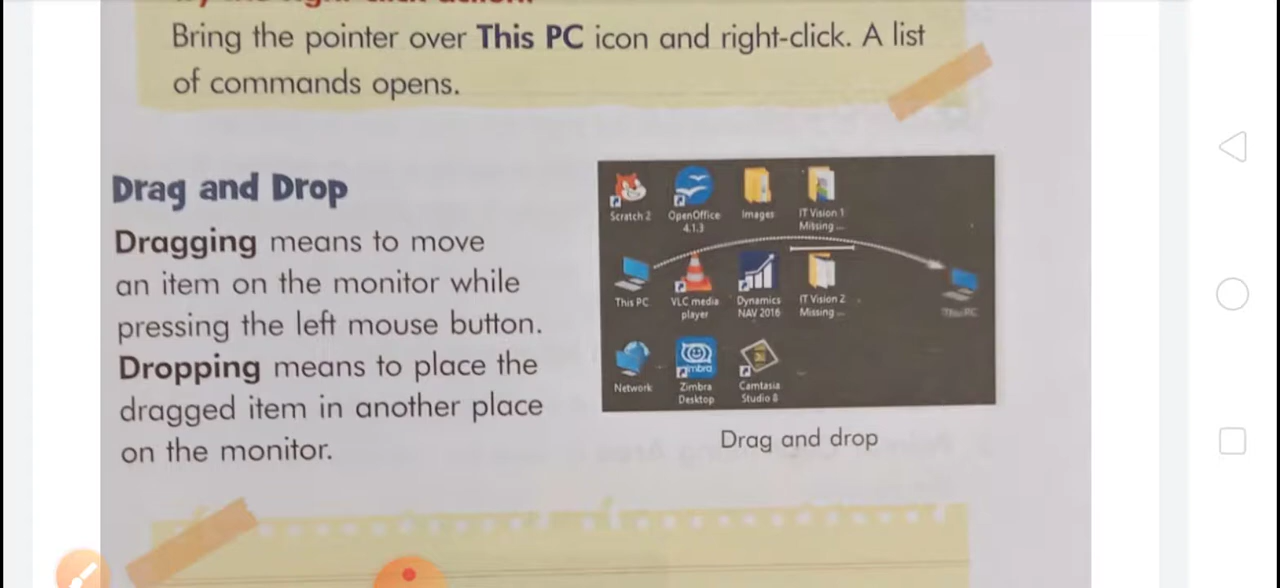 Bring the pointer over This PC icon and right-click. A list
of commands opens.
Drag and Drop
Dragging means to move
an item on the monitor while
pressing the left mouse button.
Dropping means to place the
dragged item in another place
on the monitor.
Scratch 2
OpenOffice
4.1.3
Images
IT Vision 1
Missing ...
This PC
VLC media
player
Dynamics
NAV 2016
IT Vision 2
Missing ...
This PC
Network
Zimbra
Desktop
Camtasia
Studio 8
Drag and drop